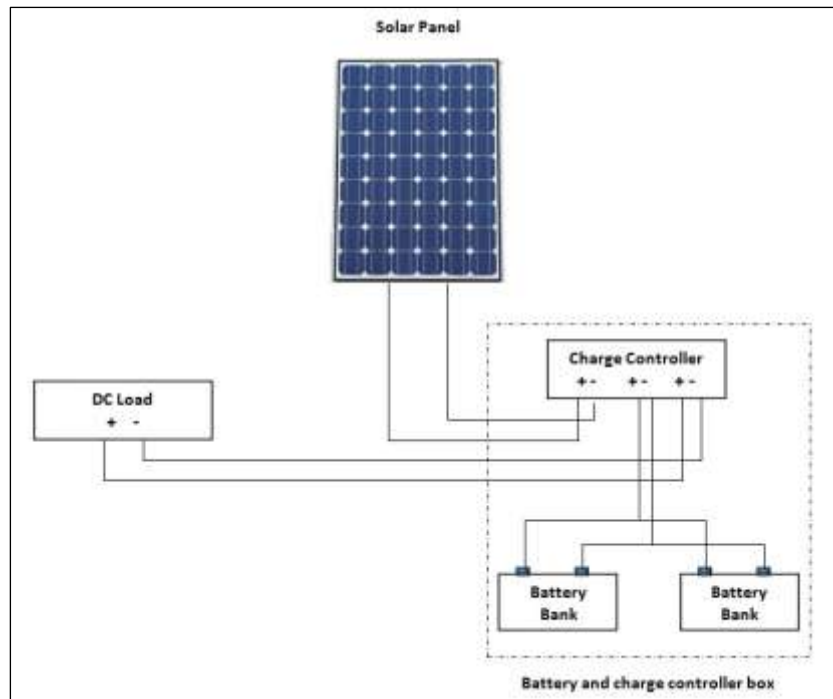 Solar Panel
Charge Controller
+ - + - + -
DC Load
+ -
Battery
Bank
Battery
Bank
Battery and charge controller box